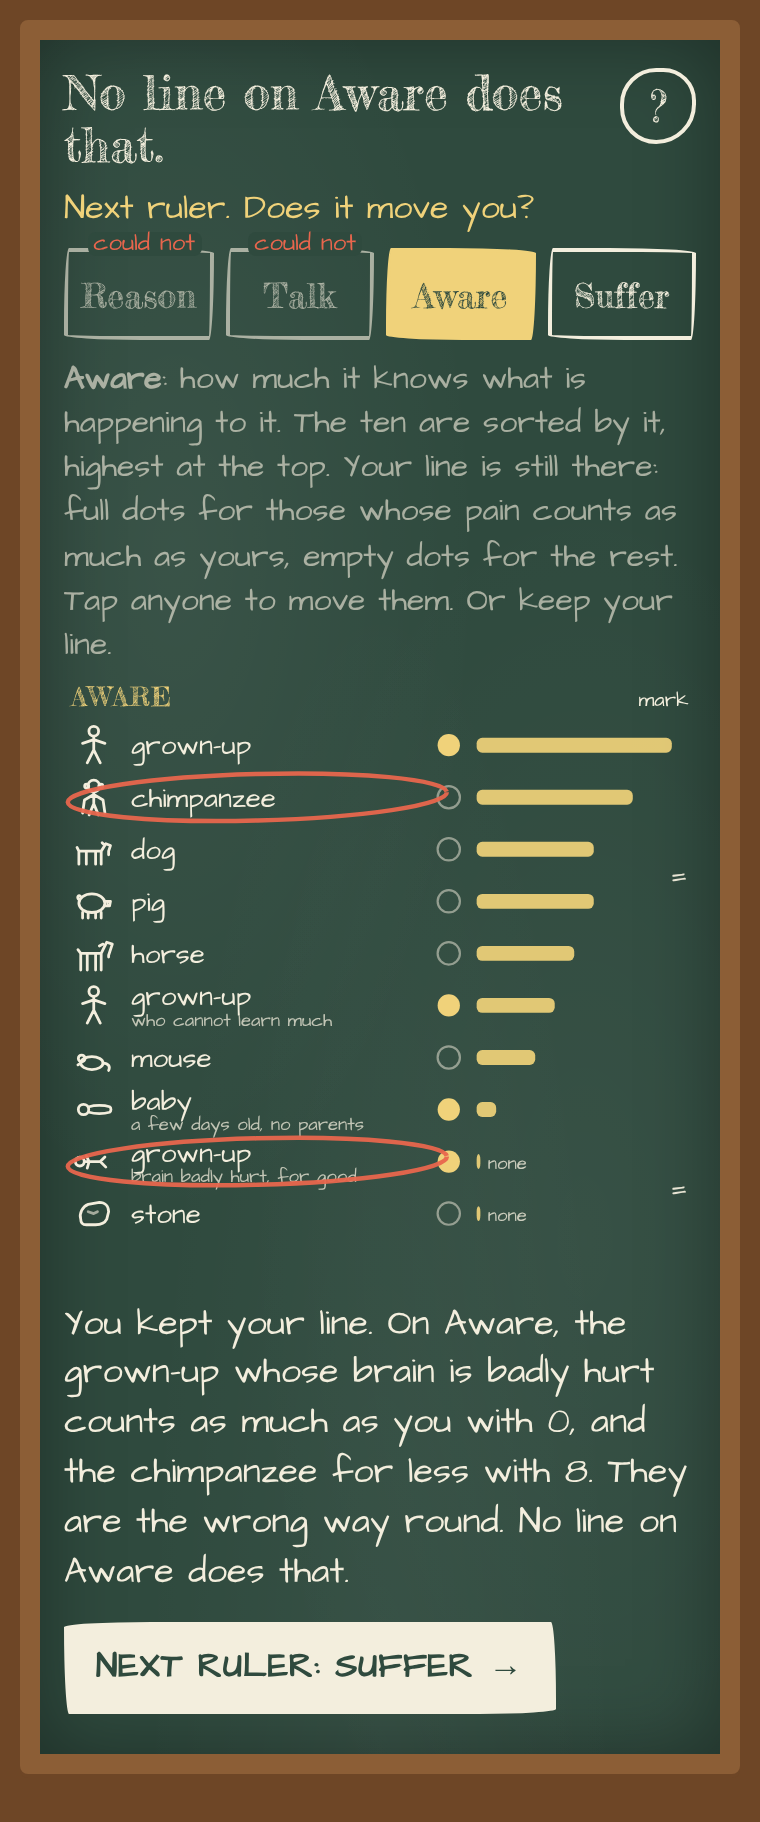 No line on Aware does
that.
?
Next ruler. Does it move you?
could not
could not
Reason
Talk
Aware
Suffer
Aware: how much it knows what is
happening to it. The ten are sorted by it,
highest at the top. Your line is still there:
full dots for those whose pain counts as
much as yours, empty dots for the rest.
Tap anyone to move them. Or keep your
line.
AWARE
mark
grown-up
chimpanzee
dog
=
pig
horse
grown-up
who cannot learn much
mouse
baby
a few days old, no parents
grown-up
none
brain badly hurt, for good
=
stone
none
You kept your line. On Aware, the
grown-up whose brain is badly hurt
counts as much as you with 0, and
the chimpanzee for less with 8. They
are the wrong way round. No line on
Aware does that.
NEXT RULER: SUFFER →